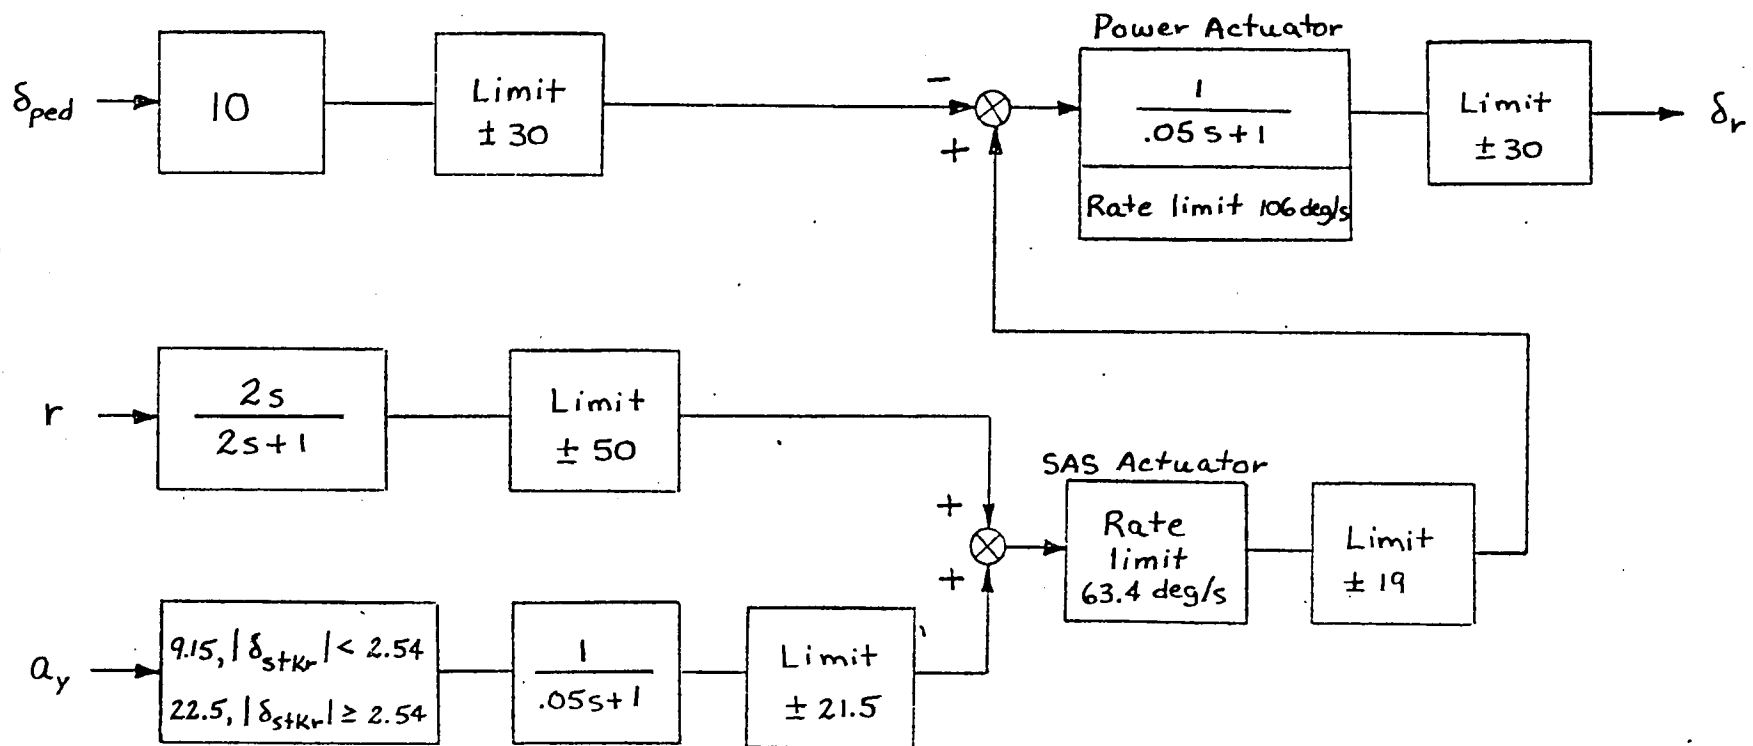 Power Actuator
δped
10
Limit
± 30
−
+
1
.05s+1
Rate limit 106 deg/s
Limit
± 30
δr
r
2s
2s+1
Limit
± 50
+
+
SAS Actuator
Rate
limit
63.4 deg/s
Limit
± 19
ay
9.15, |δstkr| < 2.54
22.5, |δstkr| ≥ 2.54
1
.05s+1
Limit
± 21.5